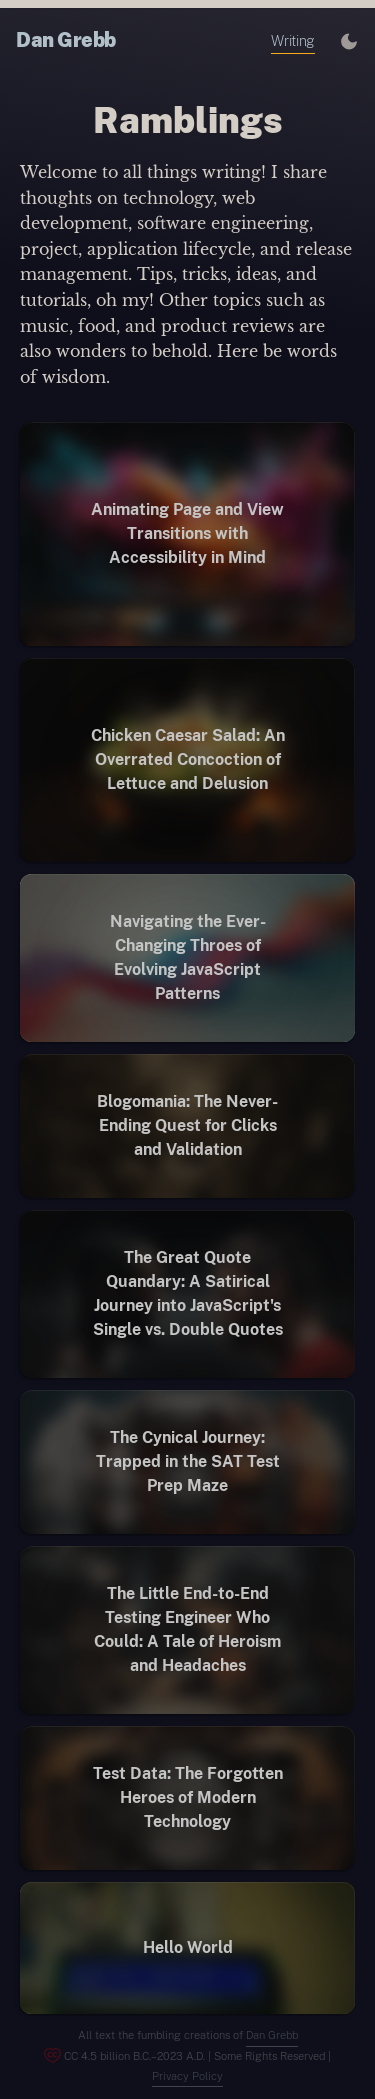 Dan Grebb
Writing
Ramblings
Welcome to all things writing! I share
thoughts on technology, web
development, software engineering,
project, application lifecycle, and release
management. Tips, tricks, ideas, and
tutorials, oh my! Other topics such as
music, food, and product reviews are
also wonders to behold. Here be words
of wisdom.
Animating Page and View
Transitions with
Accessibility in Mind
Chicken Caesar Salad: An
Overrated Concoction of
Lettuce and Delusion
Navigating the Ever-
Changing Throes of
Evolving JavaScript
Patterns
Blogomania: The Never-
Ending Quest for Clicks
and Validation
The Great Quote
Quandary: A Satirical
Journey into JavaScript's
Single vs. Double Quotes
The Cynical Journey:
Trapped in the SAT Test
Prep Maze
The Little End-to-End
Testing Engineer Who
Could: A Tale of Heroism
and Headaches
Test Data: The Forgotten
Heroes of Modern
Technology
Hello World
All text the fumbling creations of Dan Grebb
CC 4.5 billion B.C.–2023 A.D. | Some Rights Reserved |
Privacy Policy